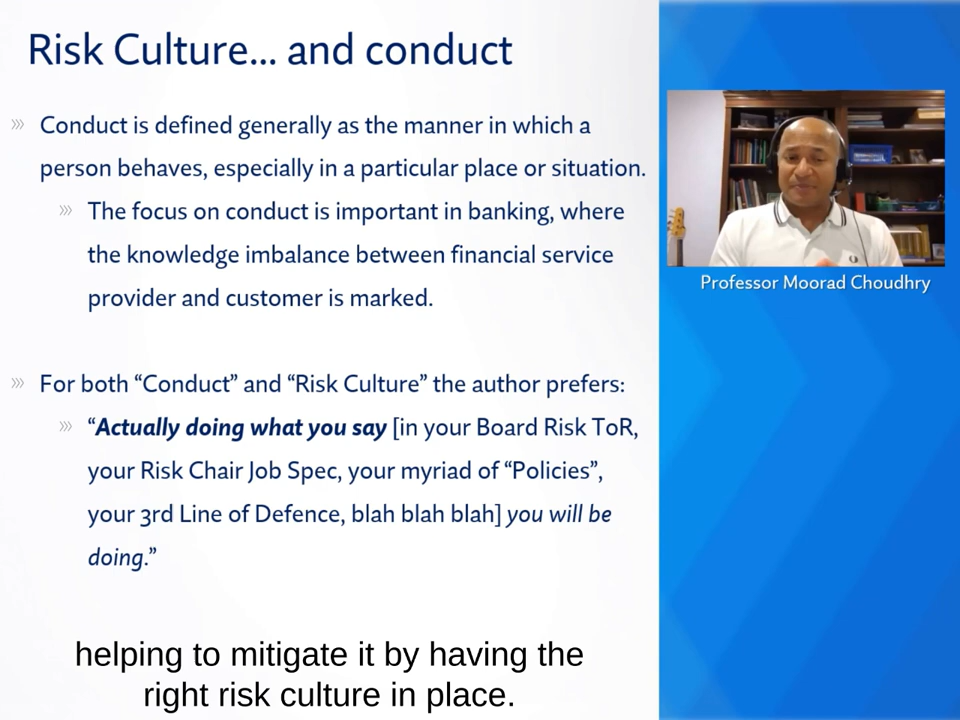 Risk Culture... and conduct
Conduct is defined generally as the manner in which a
person behaves, especially in a particular place or situation.
The focus on conduct is important in banking, where
the knowledge imbalance between financial service
provider and customer is marked.
For both “Conduct” and “Risk Culture” the author prefers:
“Actually doing what you say [in your Board Risk ToR,
your Risk Chair Job Spec, your myriad of “Policies”,
your 3rd Line of Defence, blah blah blah] you will be
doing.”
Professor Moorad Choudhry
helping to mitigate it by having the
right risk culture in place.